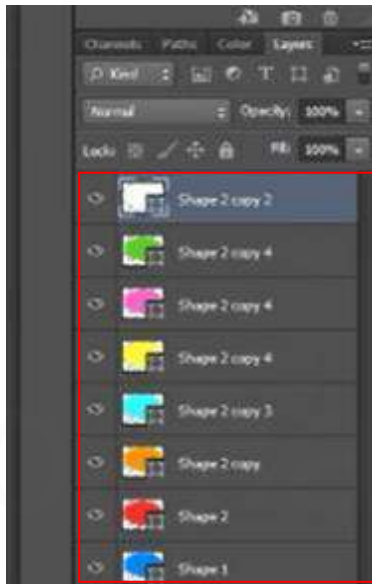 Channels Paths Color Layers
Kind
Normal Opacity: 100%
Lock: Fill: 100%
Shape 2 copy 2
Shape 2 copy 4
Shape 2 copy 4
Shape 2 copy 4
Shape 2 copy 3
Shape 2 copy
Shape 2
Shape 1